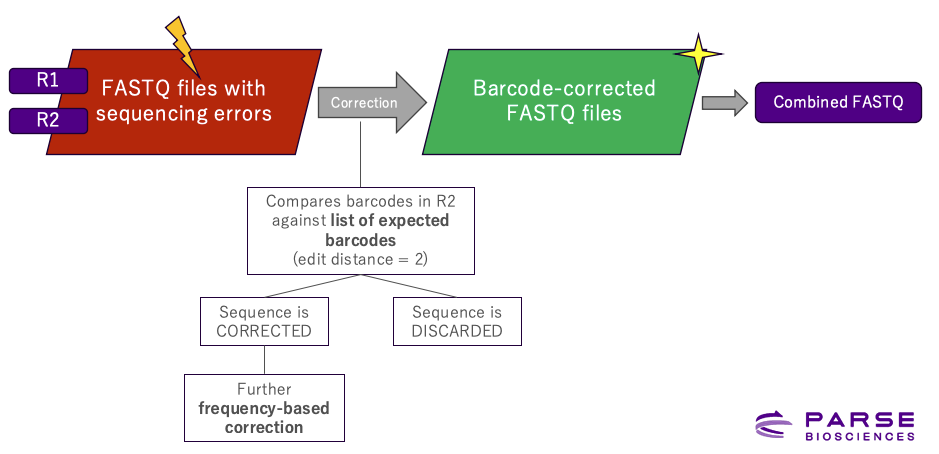 R1
R2
FASTQ files with
sequencing errors
Correction
Barcode-corrected
FASTQ files
Combined FASTQ
Compares barcodes in R2
against list of expected
barcodes
(edit distance = 2)
Sequence is
CORRECTED
Sequence is
DISCARDED
Further
frequency-based
correction
PARSE
BIOSCIENCES